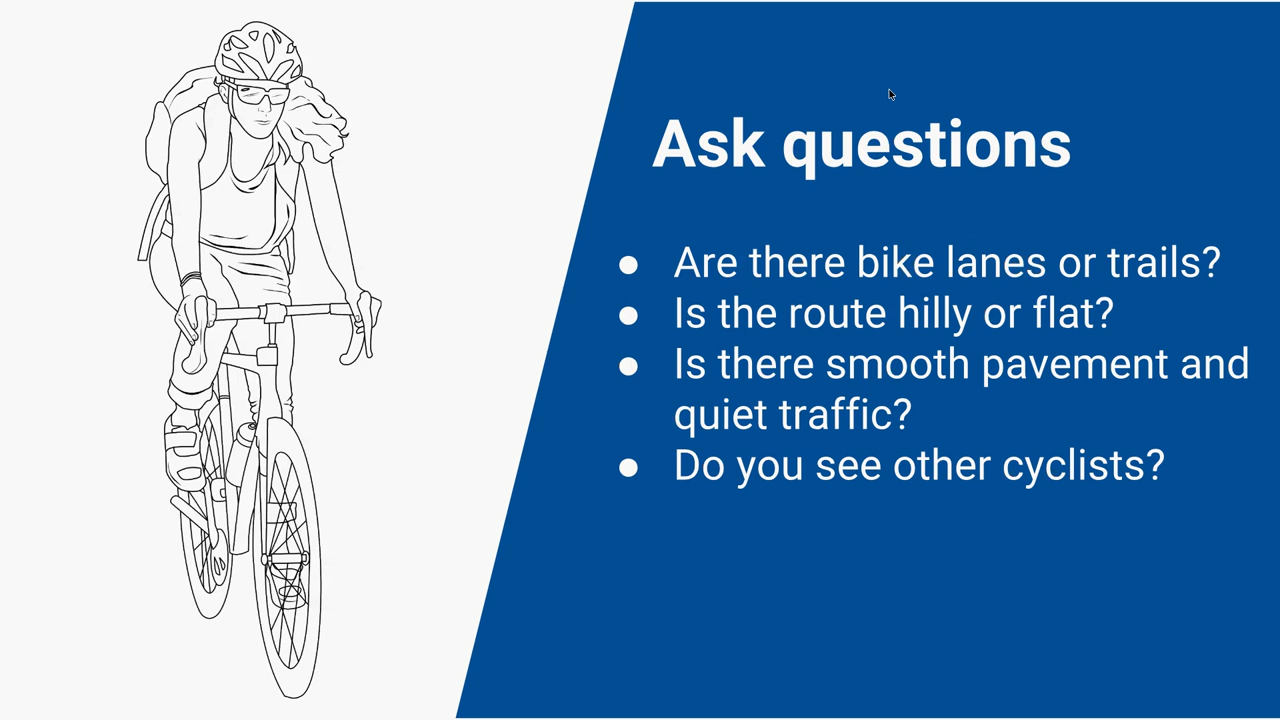 Ask questions
● Are there bike lanes or trails?
● Is the route hilly or flat?
● Is there smooth pavement and
quiet traffic?
● Do you see other cyclists?